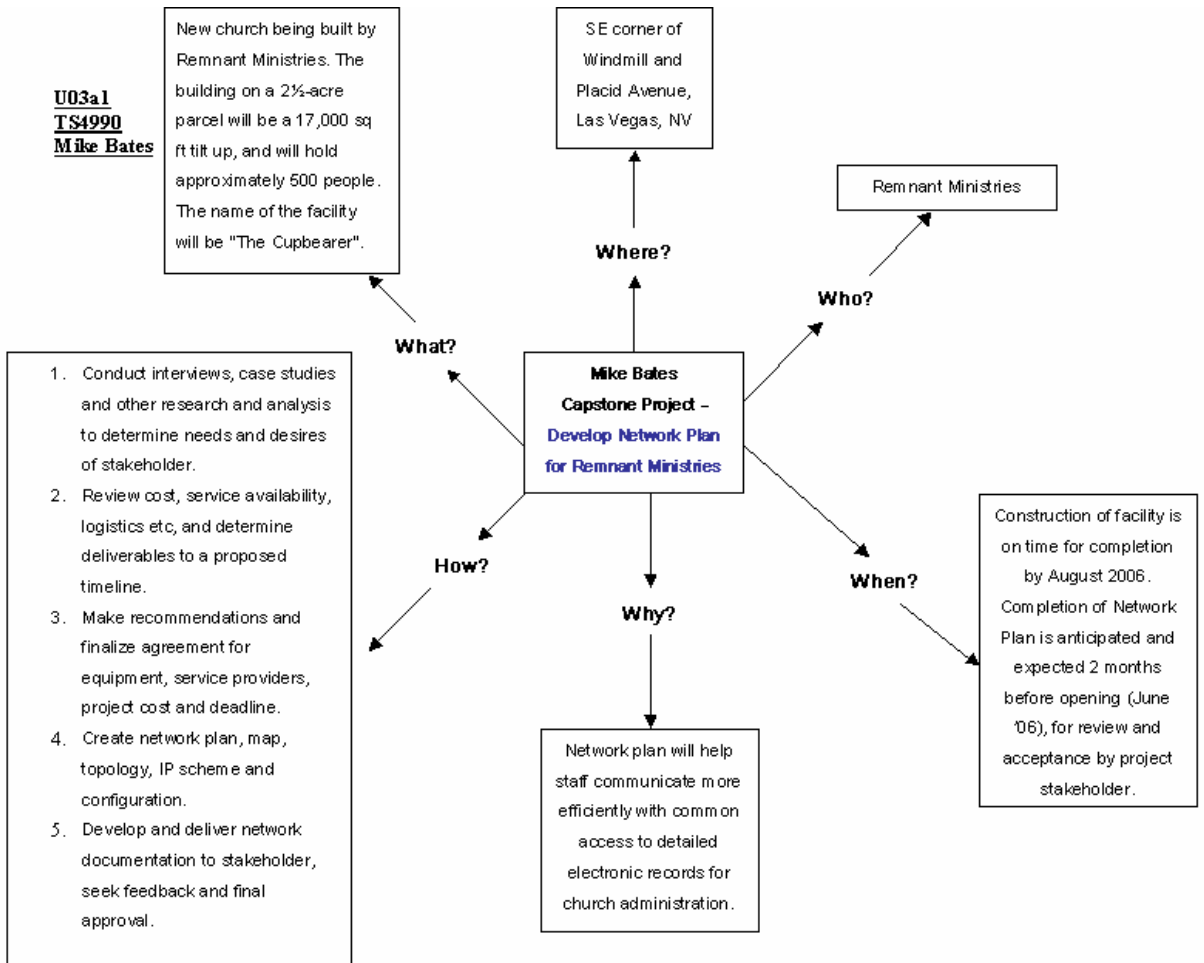 U03a1
TS4990
Mike Bates
New church being built by
Remnant Ministries. The
building on a 2½-acre
parcel will be a 17,000 sq
ft tilt up, and will hold
approximately 500 people.
The name of the facility
will be "The Cupbearer".
SE corner of
Windmill and
Placid Avenue,
Las Vegas, NV
Remnant Ministries
Where?
Who?
What?
Mike Bates
Capstone Project –
Develop Network Plan
for Remnant Ministries
1. Conduct interviews, case studies
and other research and analysis
to determine needs and desires
of stakeholder.
2. Review cost, service availability,
logistics etc, and determine
deliverables to a proposed
timeline.
3. Make recommendations and
finalize agreement for
equipment, service providers,
project cost and deadline.
4. Create network plan, map,
topology, IP scheme and
configuration.
5. Develop and deliver network
documentation to stakeholder,
seek feedback and final
approval.
How?
Why?
When?
Network plan will help
staff communicate more
efficiently with common
access to detailed
electronic records for
church administration.
Construction of facility is
on time for completion
by August 2006.
Completion of Network
Plan is anticipated and
expected 2 months
before opening (June
'06), for review and
acceptance by project
stakeholder.